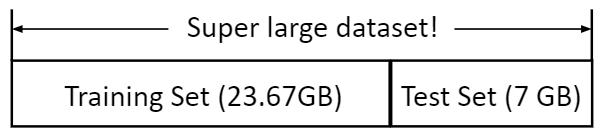 Super large dataset!
Training Set (23.67GB)
Test Set (7 GB)